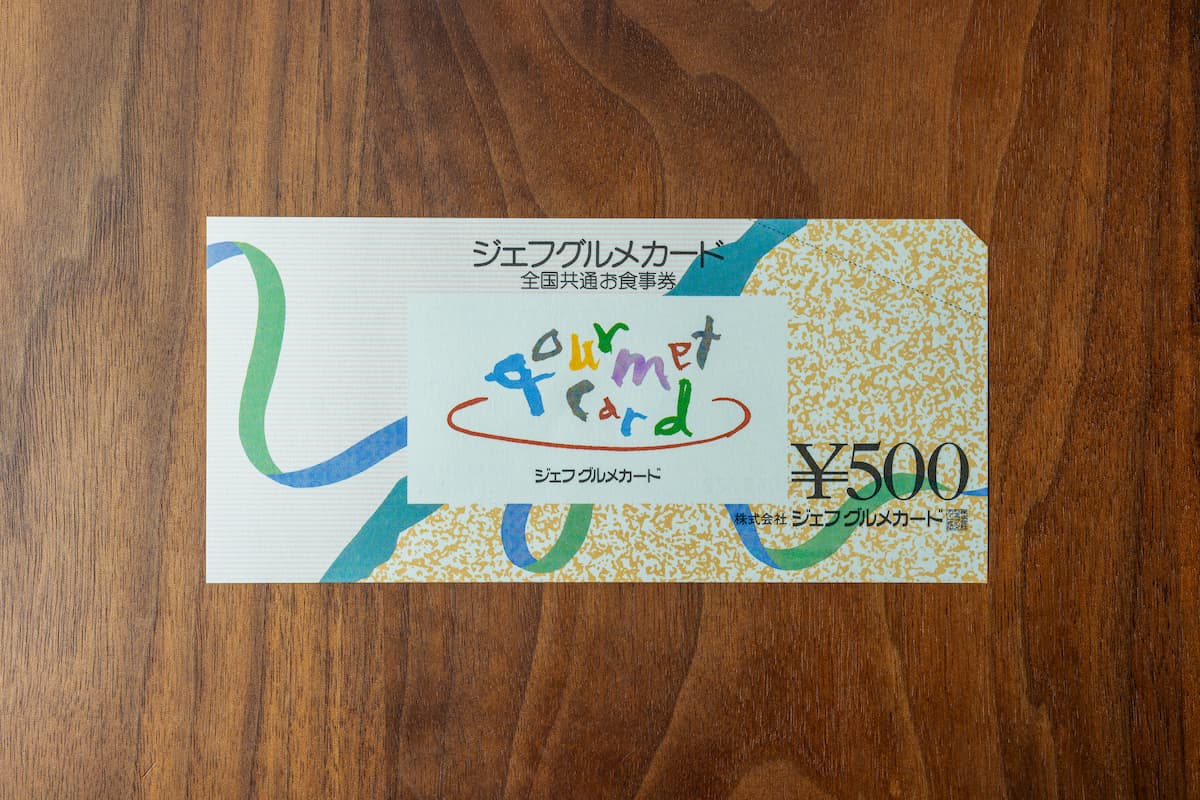 ジェフグルメカード
全国共通お食事券
gourmet
card
ジェフグルメカード
¥500
株式会社 ジェフグルメカード